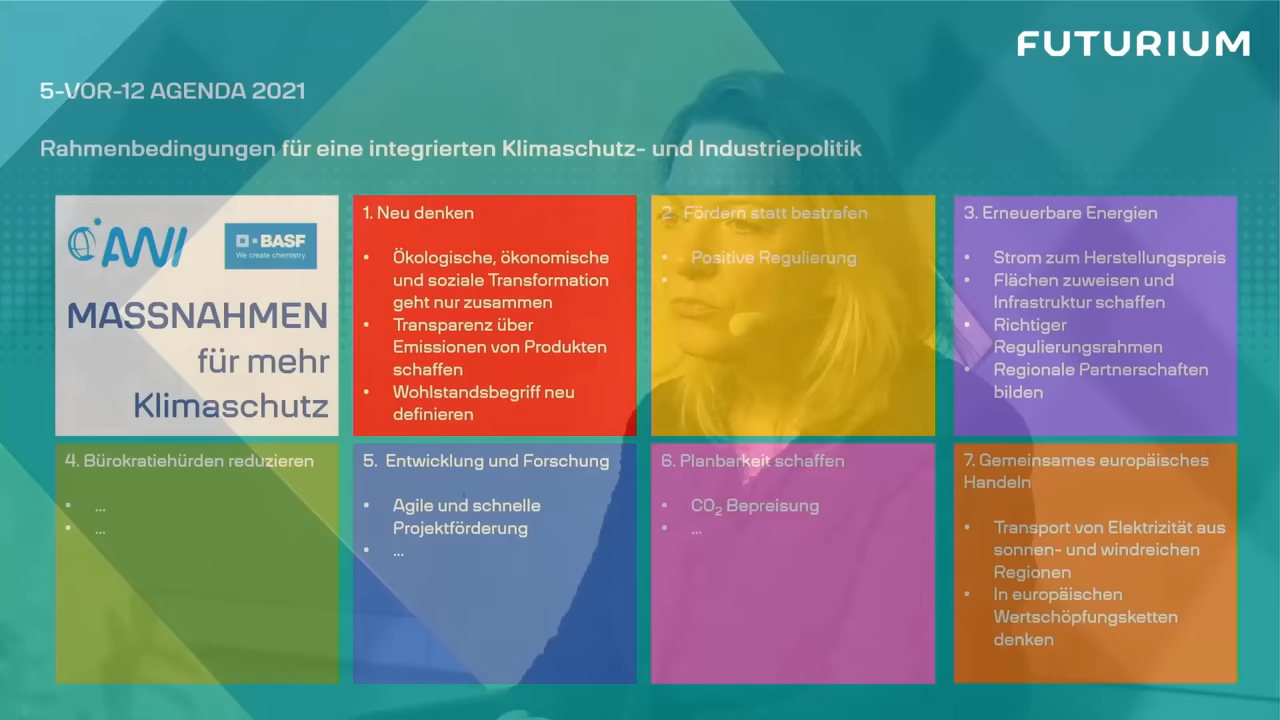 FUTURIUM
5-VOR-12 AGENDA 2021
Rahmenbedingungen für eine integrierten Klimaschutz- und Industriepolitik
AWI
BASF
We create chemistry
MASSNAHMEN
für mehr
Klimaschutz
1. Neu denken
• Ökologische, ökonomische
und soziale Transformation
geht nur zusammen
• Transparenz über
Emissionen von Produkten
schaffen
• Wohlstandsbegriff neu
definieren
2. Fördern statt bestrafen
• Positive Regulierung
•
3. Erneuerbare Energien
• Strom zum Herstellungspreis
• Flächen zuweisen und
Infrastruktur schaffen
• Richtiger
Regulierungsrahmen
• Regionale Partnerschaften
bilden
4. Bürokratiehürden reduzieren
• ...
• ...
5. Entwicklung und Forschung
• Agile und schnelle
Projektförderung
• ...
6. Planbarkeit schaffen
• CO₂ Bepreisung
• ...
7. Gemeinsames europäisches
Handeln
• Transport von Elektrizität aus
sonnen- und windreichen
Regionen
• In europäischen
Wertschöpfungsketten
denken